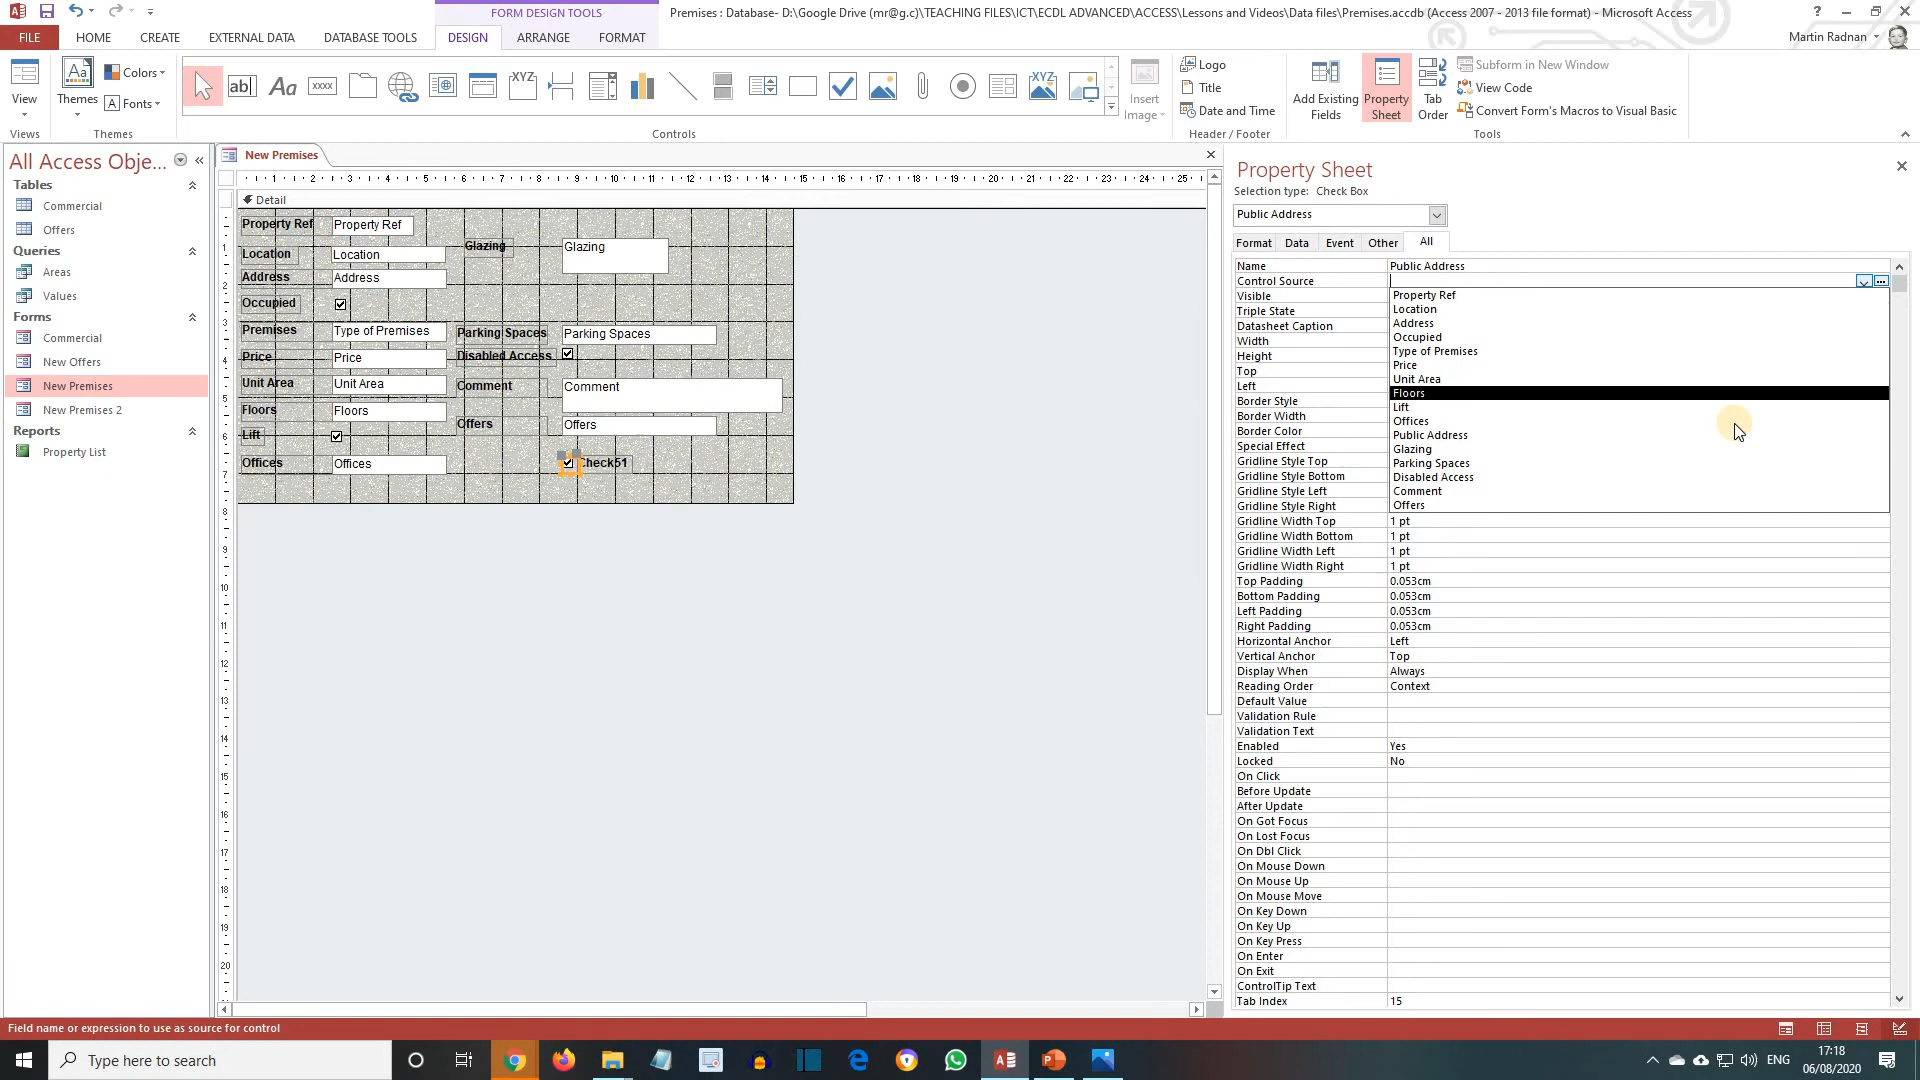 FORM DESIGN TOOLS
Premises : Database- D:\Google Drive (mr@g.c)\TEACHING FILES\ICT\ECDL ADVANCED\ACCESS\Lessons and Videos\Data files\Premises.accdb (Access 2007 - 2013 file format) - Microsoft Access
FILE
HOME
CREATE
EXTERNAL DATA
DATABASE TOOLS
DESIGN
ARRANGE
FORMAT
Martin Radnan
View
Views
Themes
Colors
Fonts
Themes
Controls
Insert
Image
Logo
Title
Date and Time
Header / Footer
Add Existing
Fields
Property
Sheet
Tab
Order
Subform in New Window
View Code
Convert Form's Macros to Visual Basic
Tools
All Access Obje...
Tables
Commercial
Offers
Queries
Areas
Values
Forms
Commercial
New Offers
New Premises
New Premises 2
Reports
Property List
New Premises
Detail
Property Ref
Property Ref
Location
Location
Address
Address
Occupied
Premises
Type of Premises
Price
Price
Unit Area
Unit Area
Floors
Floors
Lift
Offices
Offices
Glazing
Glazing
Parking Spaces
Parking Spaces
Disabled Access
Comment
Comment
Offers
Offers
Check51
Property Sheet
Selection type: Check Box
Public Address
Format
Data
Event
Other
All
Name
Public Address
Control Source
Visible
Triple State
Datasheet Caption
Width
Height
Top
Left
Border Style
Border Width
Border Color
Special Effect
Gridline Style Top
Gridline Style Bottom
Gridline Style Left
Gridline Style Right
Property Ref
Location
Address
Occupied
Type of Premises
Price
Unit Area
Floors
Lift
Offices
Public Address
Glazing
Parking Spaces
Disabled Access
Comment
Offers
Gridline Width Top 1 pt
Gridline Width Bottom 1 pt
Gridline Width Left 1 pt
Gridline Width Right 1 pt
Top Padding 0.053cm
Bottom Padding 0.053cm
Left Padding 0.053cm
Right Padding 0.053cm
Horizontal Anchor Left
Vertical Anchor Top
Display When Always
Reading Order Context
Default Value
Validation Rule
Validation Text
Enabled Yes
Locked No
On Click
Before Update
After Update
On Got Focus
On Lost Focus
On Dbl Click
On Mouse Down
On Mouse Up
On Mouse Move
On Key Down
On Key Up
On Key Press
On Enter
On Exit
ControlTip Text
Tab Index 15
Field name or expression to use as source for control
Type here to search
ENG
17:18
06/08/2020